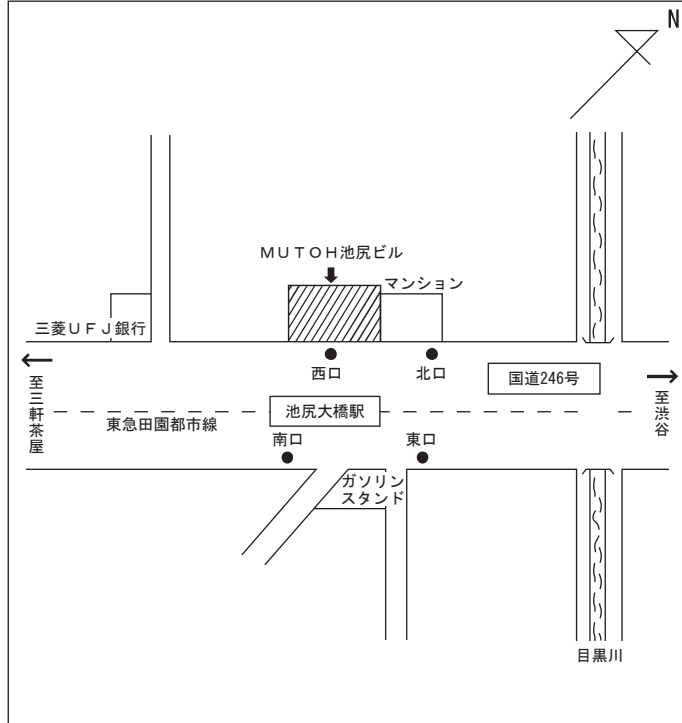 N
MUTOH池尻ビル
マンション
三菱UFJ銀行
西口
北口
国道246号
至三軒茶屋
至渋谷
池尻大橋駅
東急田園都市線
南口
東口
ガソリン
スタンド
目黒川